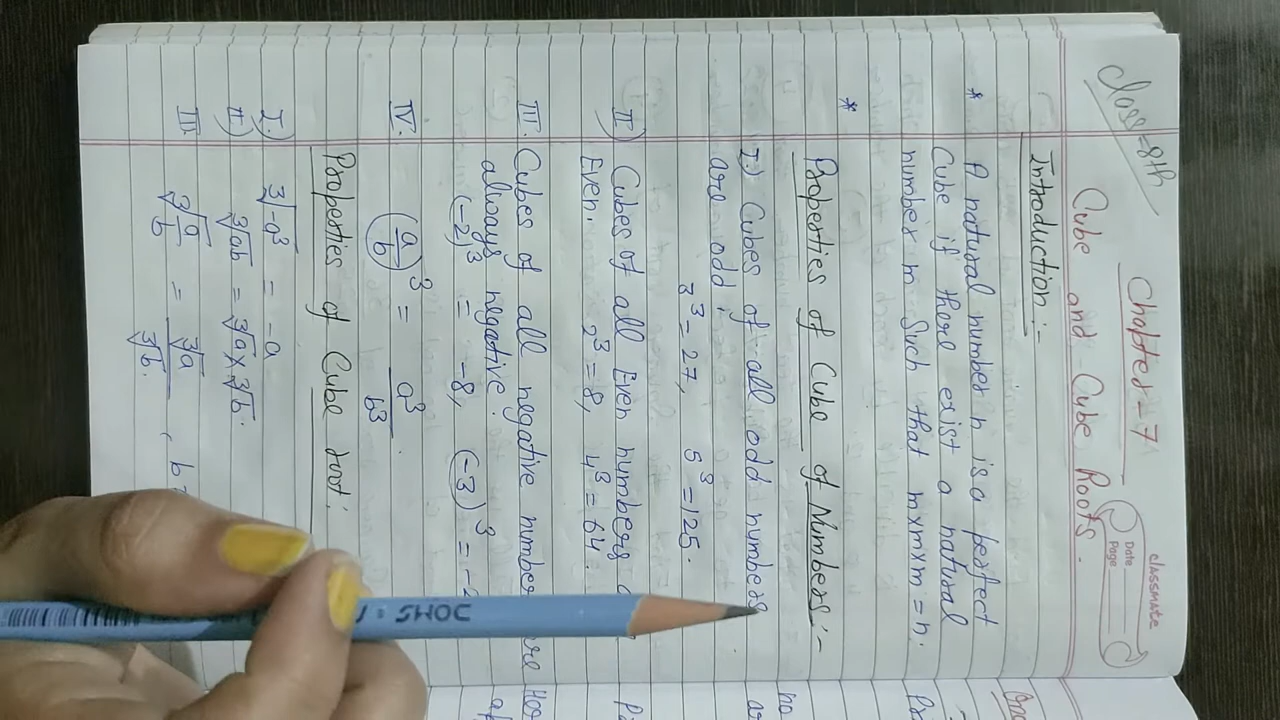 classmate
Date
Page
Class = 8th
Chapter - 7
Cube and Cube Roots.
Introduction :-
* A natural number n is a perfect
Cube if there exist a natural
number m Such that m×m×m = n.
* Properties of Cube of Numbers :-
I.) Cubes of all odd numbers
are odd ;
3³ = 27, 5³ = 125.
II) Cubes of all Even numbers
Even. 2³ = 8, 4³ = 64.
III. Cubes of all negative number are
always negative.
(-2)³ = -8, (-3)³ = -2
IV. (a/b)³ = a³/b³.
Properties of Cube root :
I.) ∛-a³ = -a
II) ∛ab = ∛a × ∛b.
III ∛a/b = ∛a/∛b. , b
DOMS